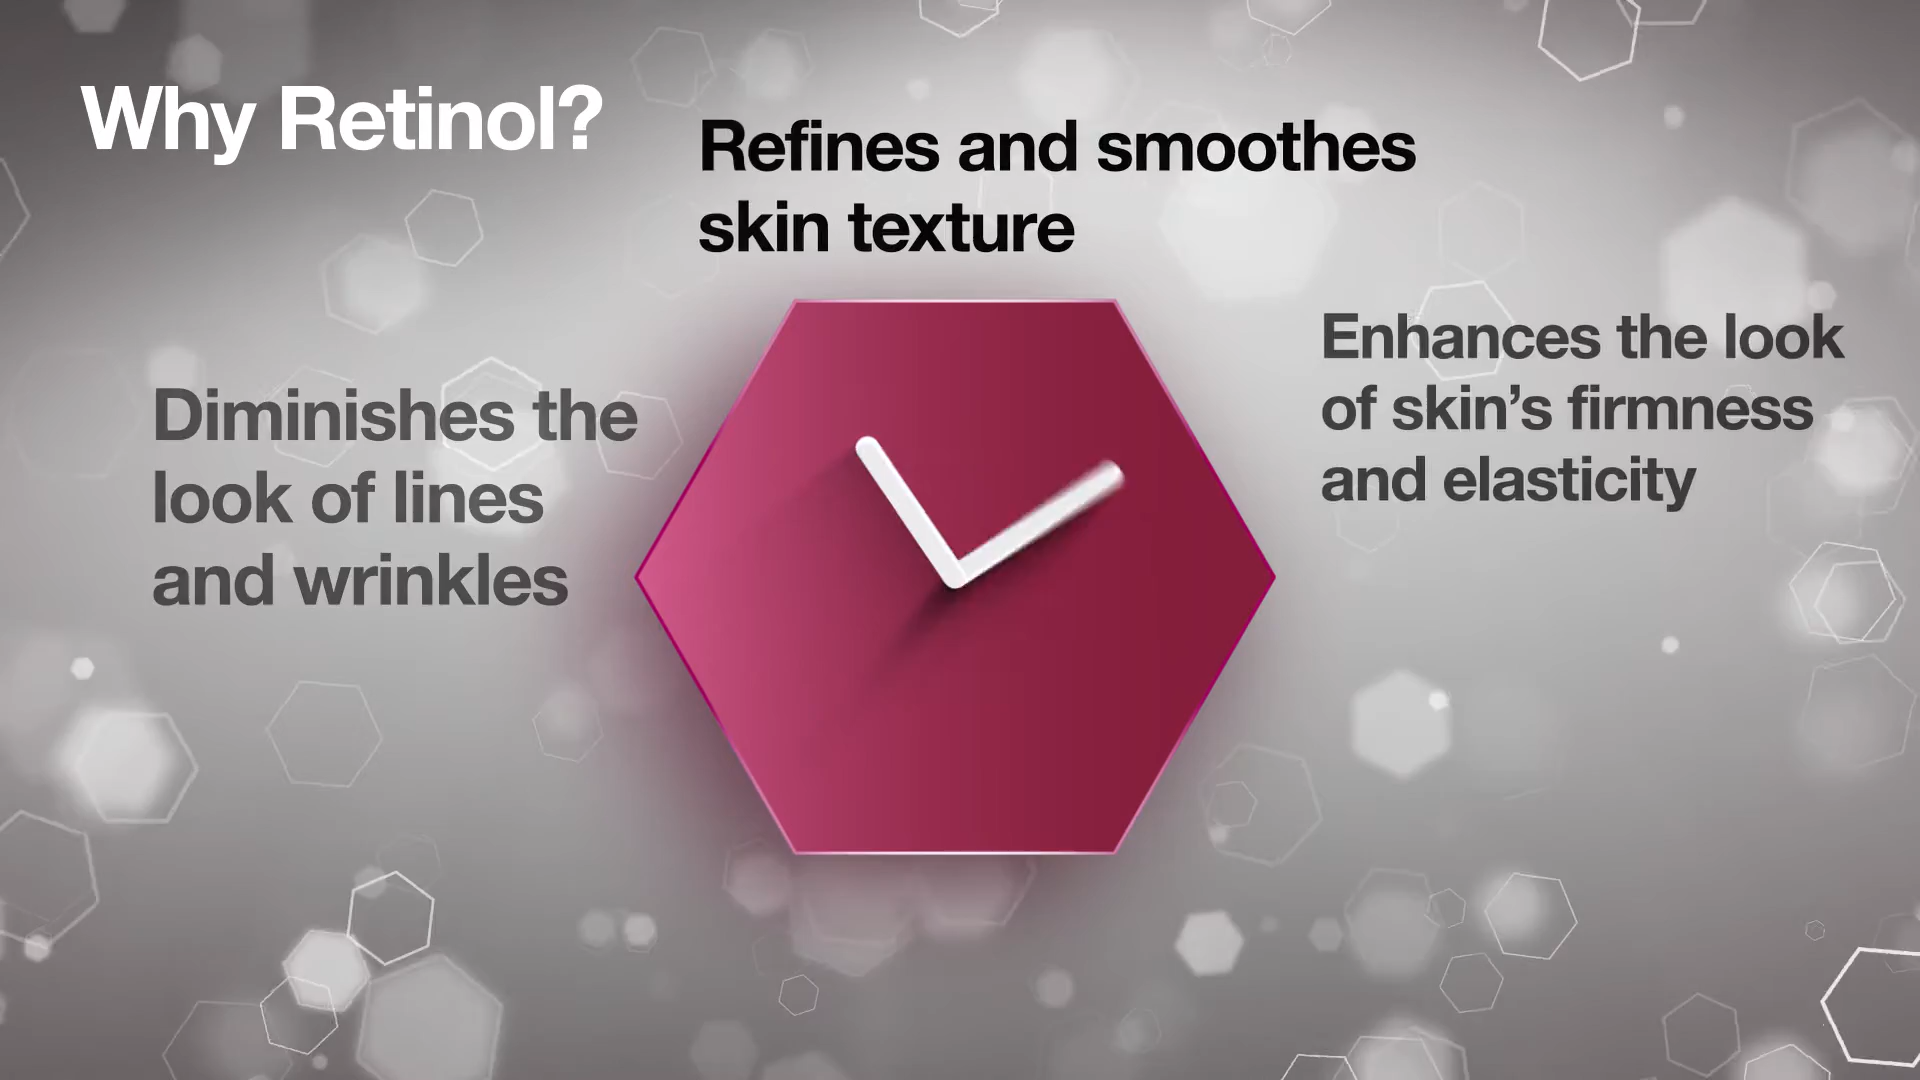 Why Retinol?
Refines and smoothes
skin texture
Diminishes the
look of lines
and wrinkles
Enhances the look
of skin’s firmness
and elasticity